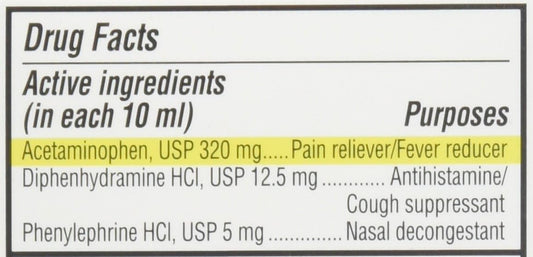 Drug Facts
Active ingredients
(in each 10 ml) Purposes
Acetaminophen, USP 320 mg.....Pain reliever/Fever reducer
Diphenhydramine HCl, USP 12.5 mg ............ Antihistamine/
Cough suppressant
Phenylephrine HCl, USP 5 mg .............. Nasal decongestant